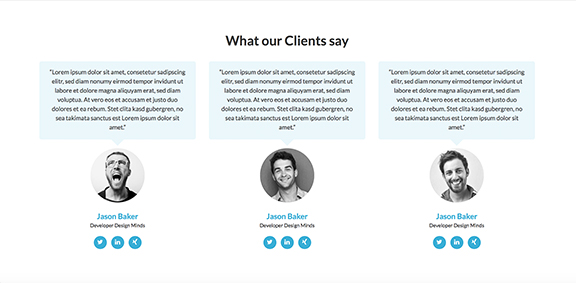 What our Clients say
“Lorem ipsum dolor sit amet, consetetur sadipscing
elitr, sed diam nonumy eirmod tempor invidunt ut
labore et dolore magna aliquyam erat, sed diam
voluptua. At vero eos et accusam et justo duo
dolores et ea rebum. Stet clita kasd gubergren, no
sea takimata sanctus est Lorem ipsum dolor sit
amet.“
Jason Baker
Developer Design Minds
“Lorem ipsum dolor sit amet, consetetur sadipscing
elitr, sed diam nonumy eirmod tempor invidunt ut
labore et dolore magna aliquyam erat, sed diam
voluptua. At vero eos et accusam et justo duo
dolores et ea rebum. Stet clita kasd gubergren, no
sea takimata sanctus est Lorem ipsum dolor sit
amet.“
Jason Baker
Developer Design Minds
“Lorem ipsum dolor sit amet, consetetur sadipscing
elitr, sed diam nonumy eirmod tempor invidunt ut
labore et dolore magna aliquyam erat, sed diam
voluptua. At vero eos et accusam et justo duo
dolores et ea rebum. Stet clita kasd gubergren, no
sea takimata sanctus est Lorem ipsum dolor sit
amet.“
Jason Baker
Developer Design Minds